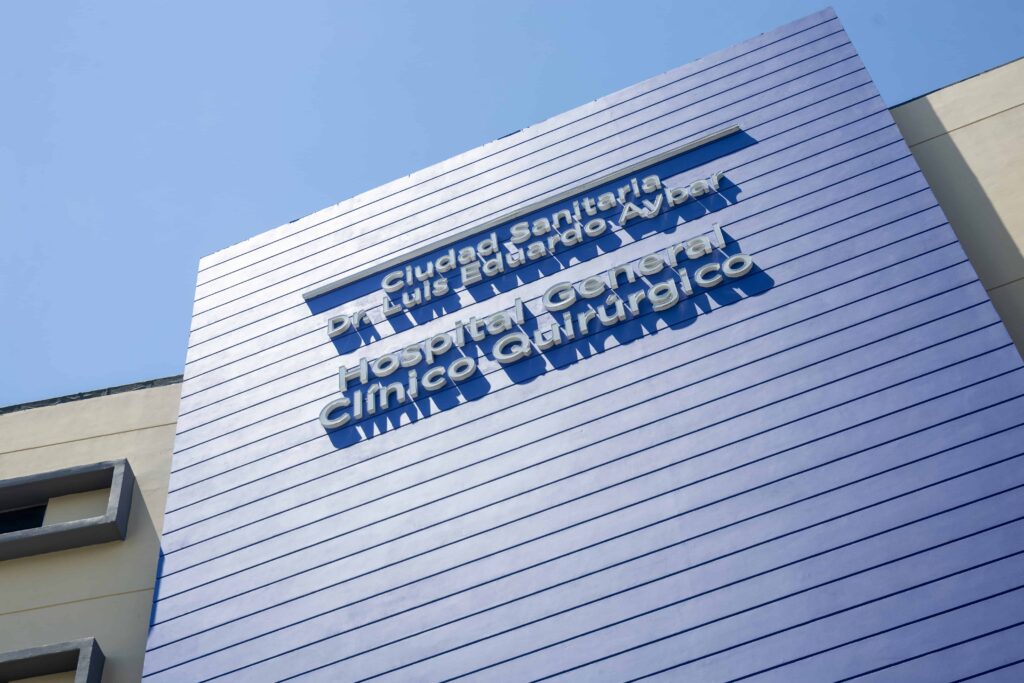 Ciudad Sanitaria
Dr. Luis Eduardo Aybar
Hospital General
Clínico Quirúrgico